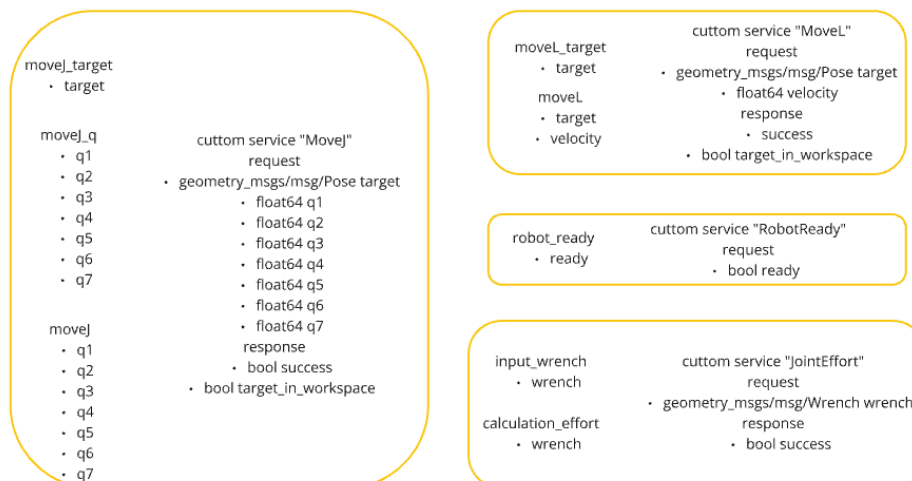 moveJ_target
• target
moveJ_q
• q1
• q2
• q3
• q4
• q5
• q6
• q7
moveJ
• q1
• q2
• q3
• q4
• q5
• q6
• q7
cuttom service "MoveJ"
request
• geometry_msgs/msg/Pose target
• float64 q1
• float64 q2
• float64 q3
• float64 q4
• float64 q5
• float64 q6
• float64 q7
response
• bool success
• bool target_in_workspace
moveL_target
• target
moveL
• target
• velocity
cuttom service "MoveL"
request
• geometry_msgs/msg/Pose target
• float64 velocity
response
• success
• bool target_in_workspace
robot_ready
• ready
cuttom service "RobotReady"
request
• bool ready
input_wrench
• wrench
calculation_effort
• wrench
cuttom service "JointEffort"
request
• geometry_msgs/msg/Wrench wrench
response
• bool success